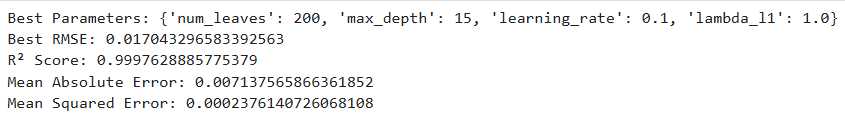 Best Parameters: {'num_leaves': 200, 'max_depth': 15, 'learning_rate': 0.1, 'lambda_l1': 1.0}
Best RMSE: 0.017043296583392563
R² Score: 0.9997628885775379
Mean Absolute Error: 0.007137565866361852
Mean Squared Error: 0.0002376140726068108